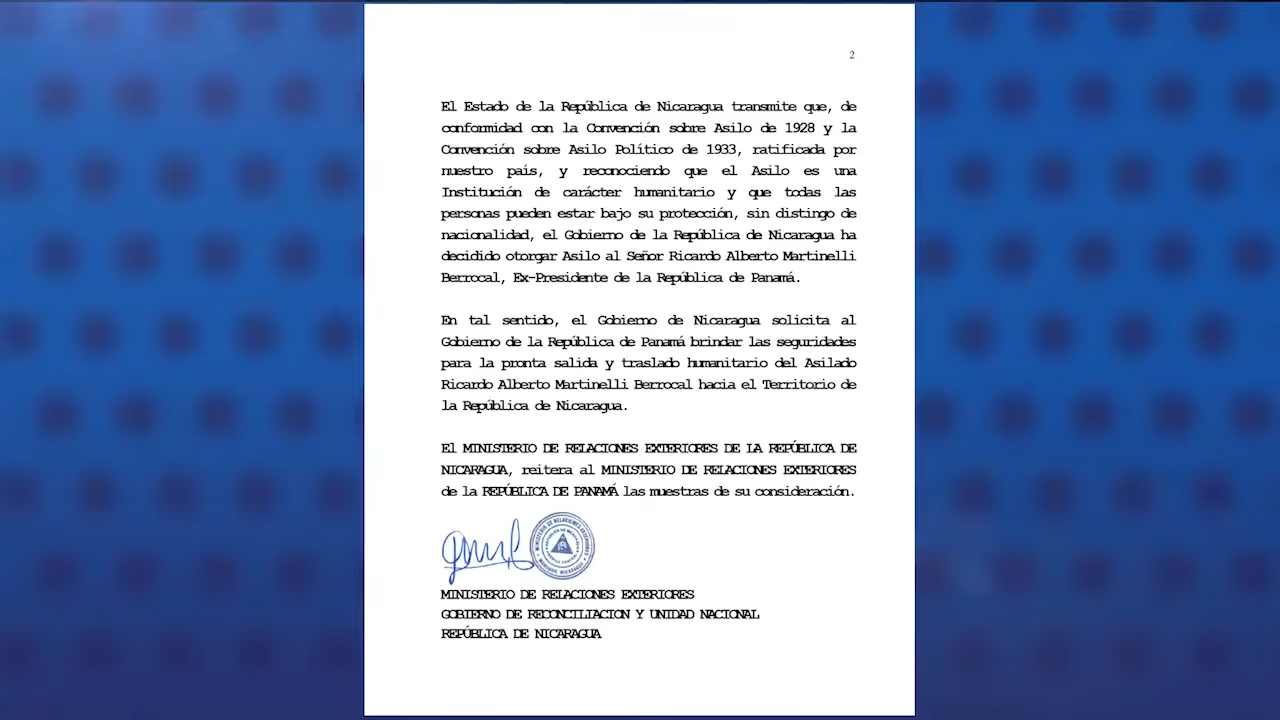 2
El Estado de la República de Nicaragua transmite que, de
conformidad con la Convención sobre Asilo de 1928 y la
Convención sobre Asilo Político de 1933, ratificada por
nuestro país, y reconociendo que el Asilo es una
Institución de carácter humanitario y que todas las
personas pueden estar bajo su protección, sin distingo de
nacionalidad, el Gobierno de la República de Nicaragua ha
decidido otorgar Asilo al Señor Ricardo Alberto Martinelli
Berrocal, Ex-Presidente de la República de Panamá.
En tal sentido, el Gobierno de Nicaragua solicita al
Gobierno de la República de Panamá brindar las seguridades
para la pronta salida y traslado humanitario del Asilado
Ricardo Alberto Martinelli Berrocal hacia el Territorio de
la República de Nicaragua.
El MINISTERIO DE RELACIONES EXTERIORES DE LA REPÚBLICA DE
NICARAGUA, reitera al MINISTERIO DE RELACIONES EXTERIORES
de la REPÚBLICA DE PANAMÁ las muestras de su consideración.
MINISTERIO DE RELACIONES EXTERIORES
MINISTERIO DE RELACIONES EXTERIORES
GOBIERNO DE RECONCILIACION Y UNIDAD NACIONAL
REPÚBLICA DE NICARAGUA